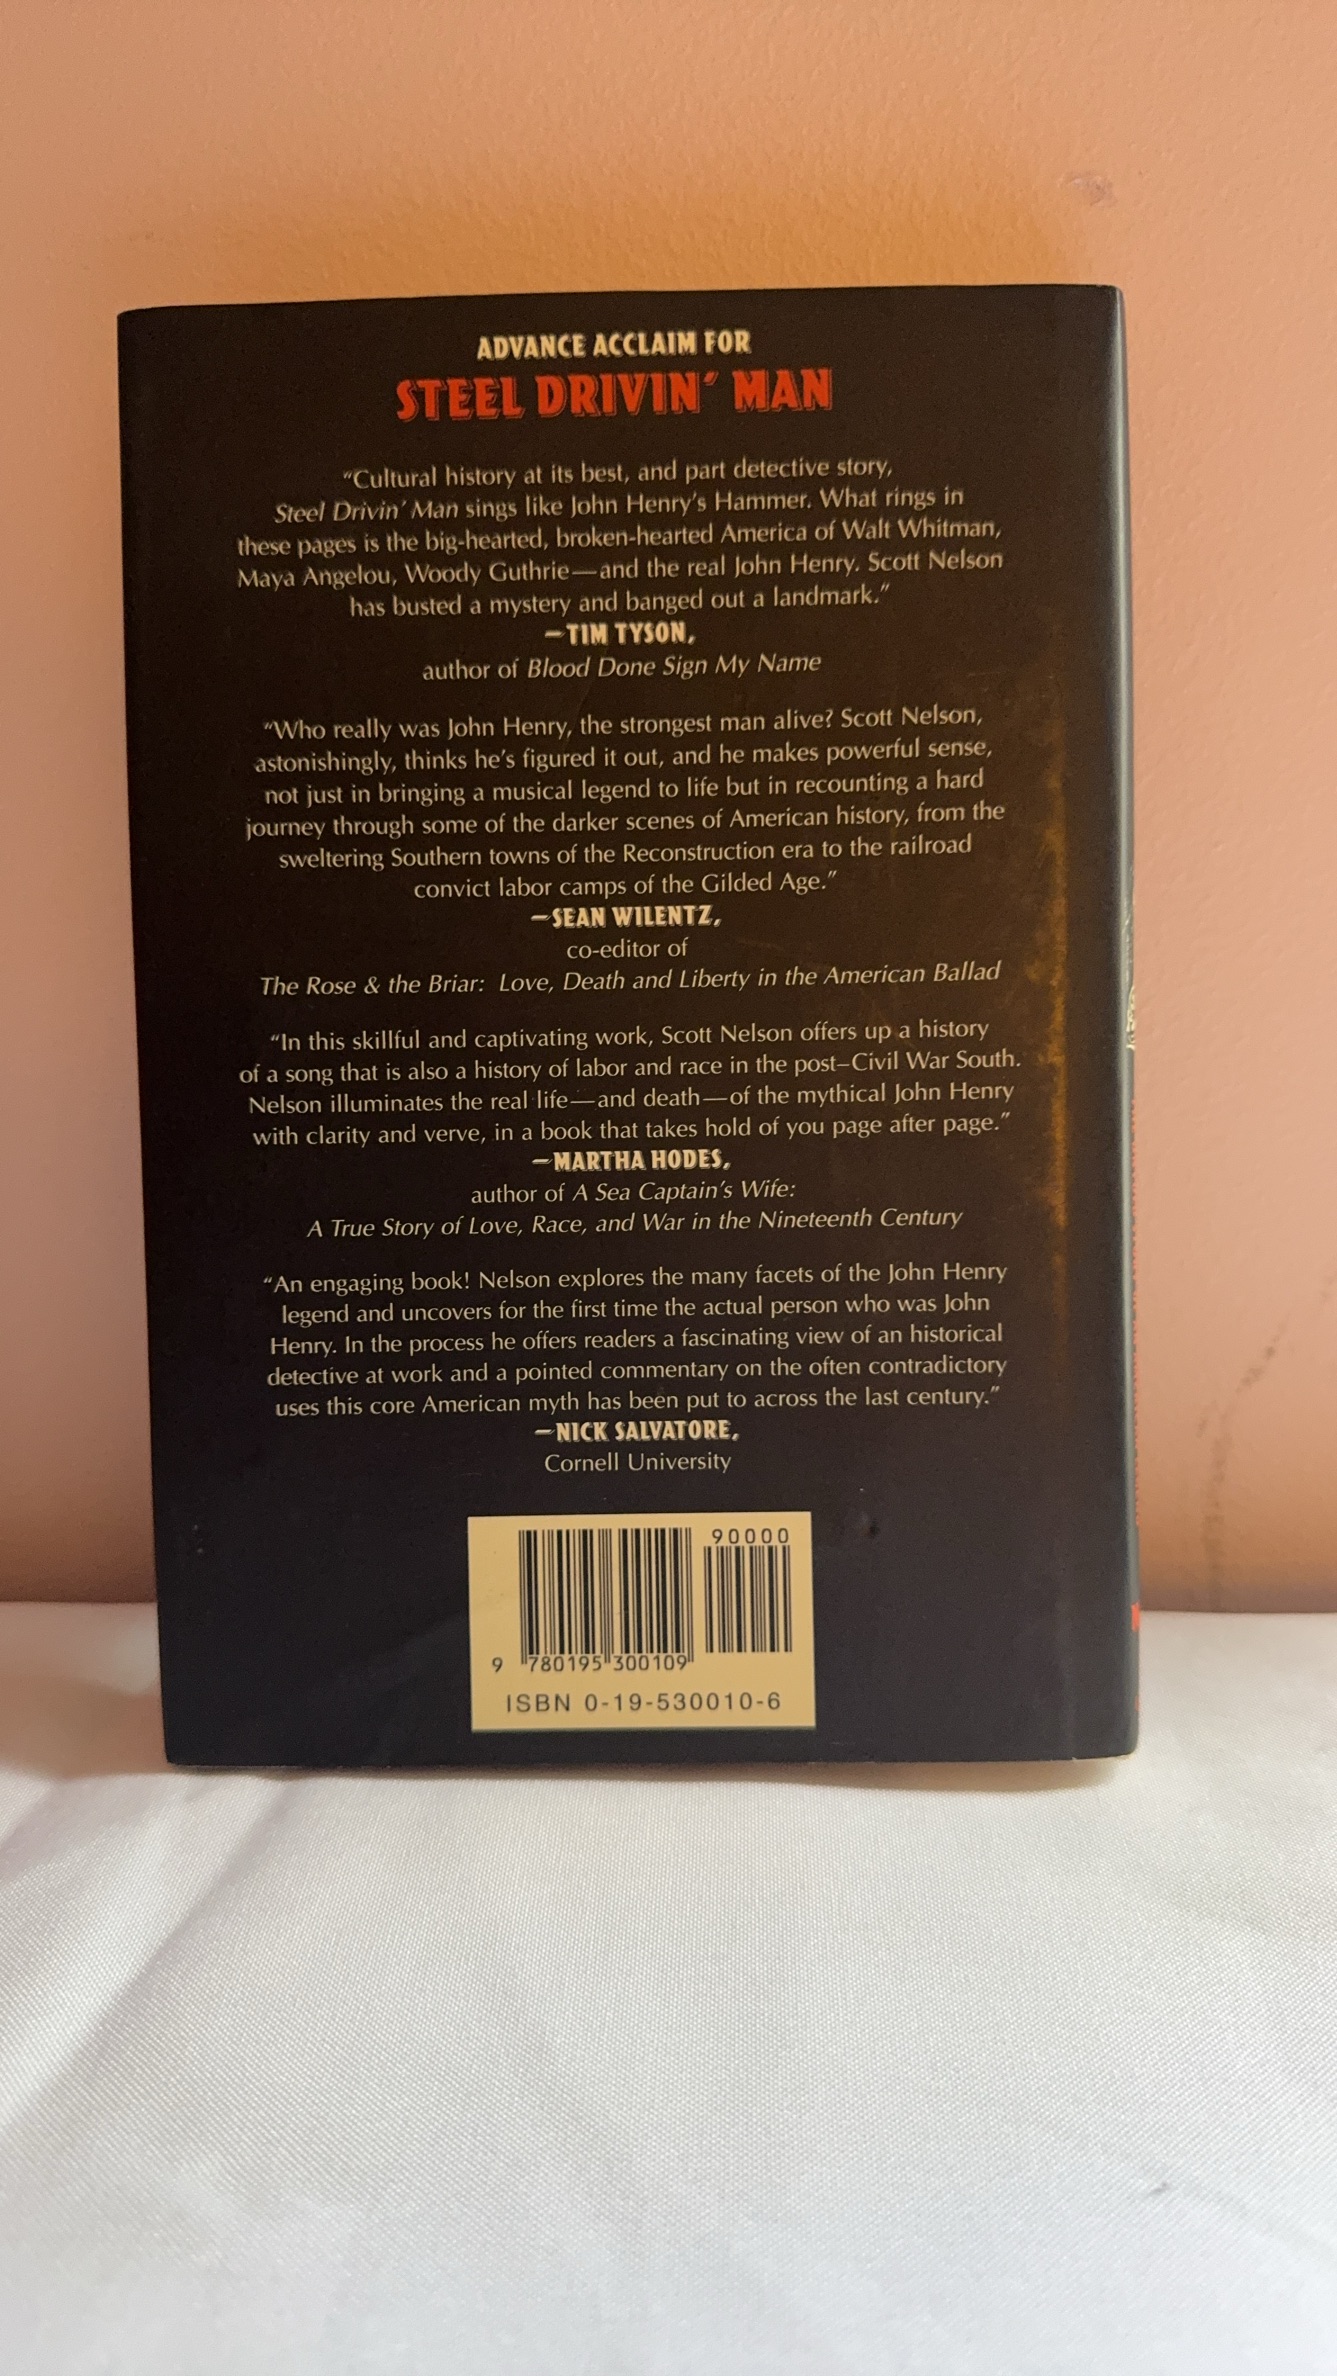 ADVANCE ACCLAIM FOR
STEEL DRIVIN' MAN
"Cultural history at its best, and part detective story,
Steel Drivin' Man sings like John Henry's Hammer. What rings in
these pages is the big-hearted, broken-hearted America of Walt Whitman,
Maya Angelou, Woody Guthrie—and the real John Henry. Scott Nelson
has busted a mystery and banged out a landmark."
—TIM TYSON,
author of Blood Done Sign My Name
"Who really was John Henry, the strongest man alive? Scott Nelson,
astonishingly, thinks he's figured it out, and he makes powerful sense,
not just in bringing a musical legend to life but in recounting a hard
journey through some of the darker scenes of American history, from the
sweltering Southern towns of the Reconstruction era to the railroad
convict labor camps of the Gilded Age."
—SEAN WILENTZ,
co-editor of
The Rose & the Briar: Love, Death and Liberty in the American Ballad
"In this skillful and captivating work, Scott Nelson offers up a history
of a song that is also a history of labor and race in the post–Civil War South.
Nelson illuminates the real life—and death—of the mythical John Henry
with clarity and verve, in a book that takes hold of you page after page."
—MARTHA HODES,
author of A Sea Captain's Wife:
A True Story of Love, Race, and War in the Nineteenth Century
"An engaging book! Nelson explores the many facets of the John Henry
legend and uncovers for the first time the actual person who was John
Henry. In the process he offers readers a fascinating view of an historical
detective at work and a pointed commentary on the often contradictory
uses this core American myth has been put to across the last century."
—NICK SALVATORE,
Cornell University
90000
9 780195 300109
ISBN 0-19-530010-6